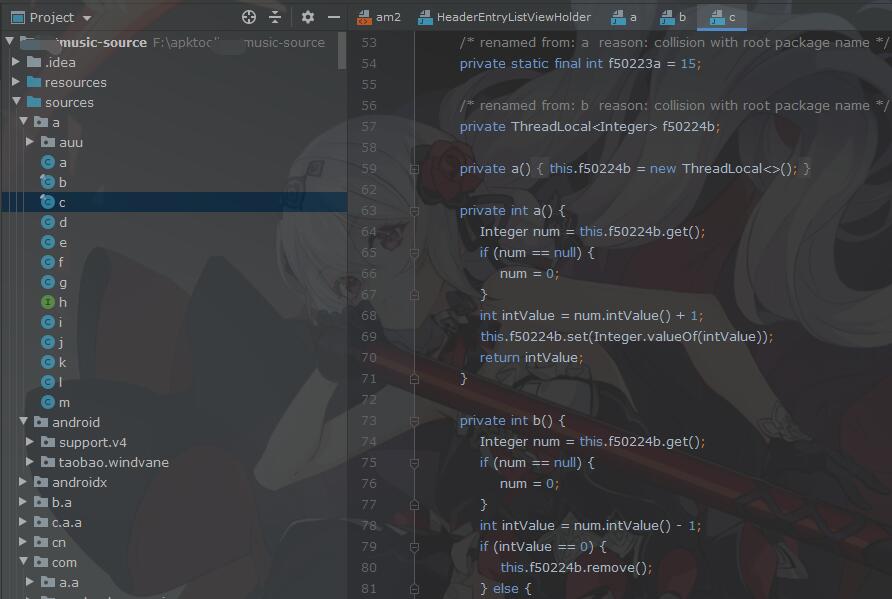 Project
am2 HeaderEntryListViewHolder a b c
music-source F:\apktoo music-source
.idea
resources
sources
a
auu
a
b
c
d
e
f
g
h
i
j
k
l
m
android
support.v4
taobao.windvane
androidx
b.a
c.a.a
cn
com
a.a
53 /* renamed from: a reason: collision with root package name */
54 private static final int f50223a = 15;
55
56 /* renamed from: b reason: collision with root package name */
57 private ThreadLocal<Integer> f50224b;
58
59 private a() { this.f50224b = new ThreadLocal<>(); }
62
63 private int a() {
64 Integer num = this.f50224b.get();
65 if (num == null) {
66 num = 0;
67 }
68 int intValue = num.intValue() + 1;
69 this.f50224b.set(Integer.valueOf(intValue));
70 return intValue;
71 }
72
73 private int b() {
74 Integer num = this.f50224b.get();
75 if (num == null) {
76 num = 0;
77 }
78 int intValue = num.intValue() - 1;
79 if (intValue == 0) {
80 this.f50224b.remove();
81 } else {